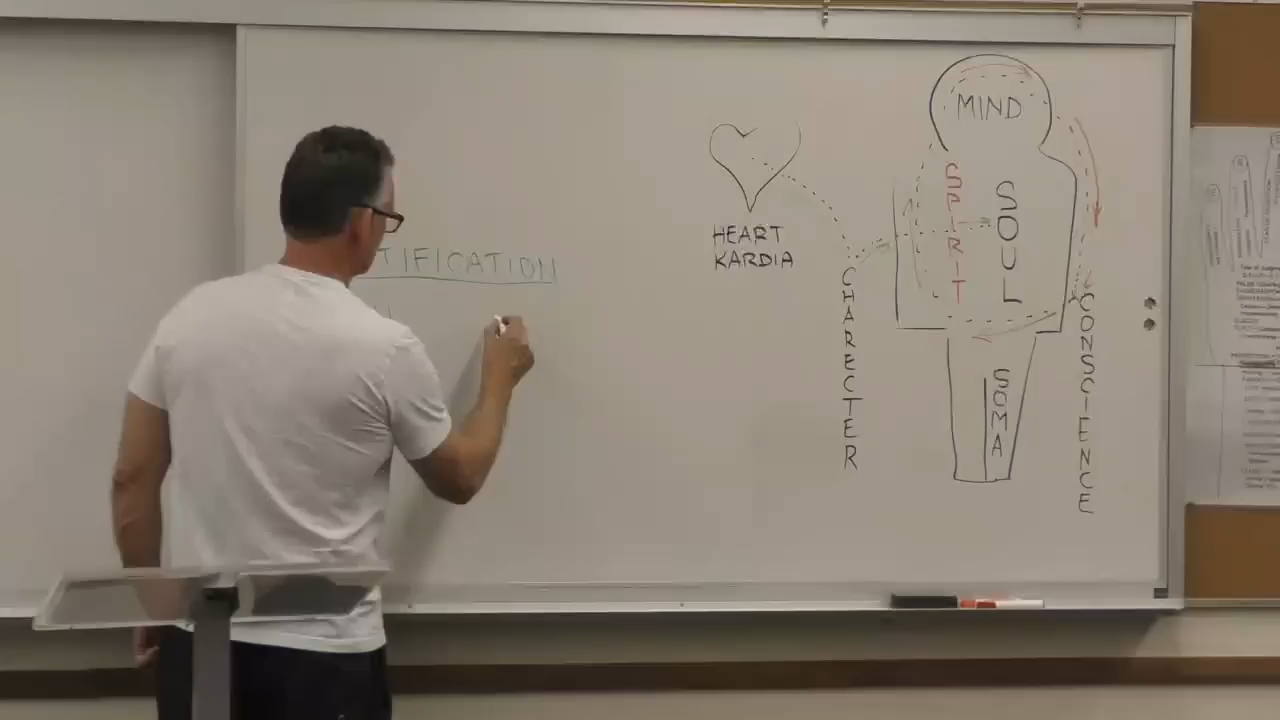 TIFICATION
HEART
KARDIA
CHARECTER
MIND
SPIRIT
SOUL
SOMA
CONSCIENCE